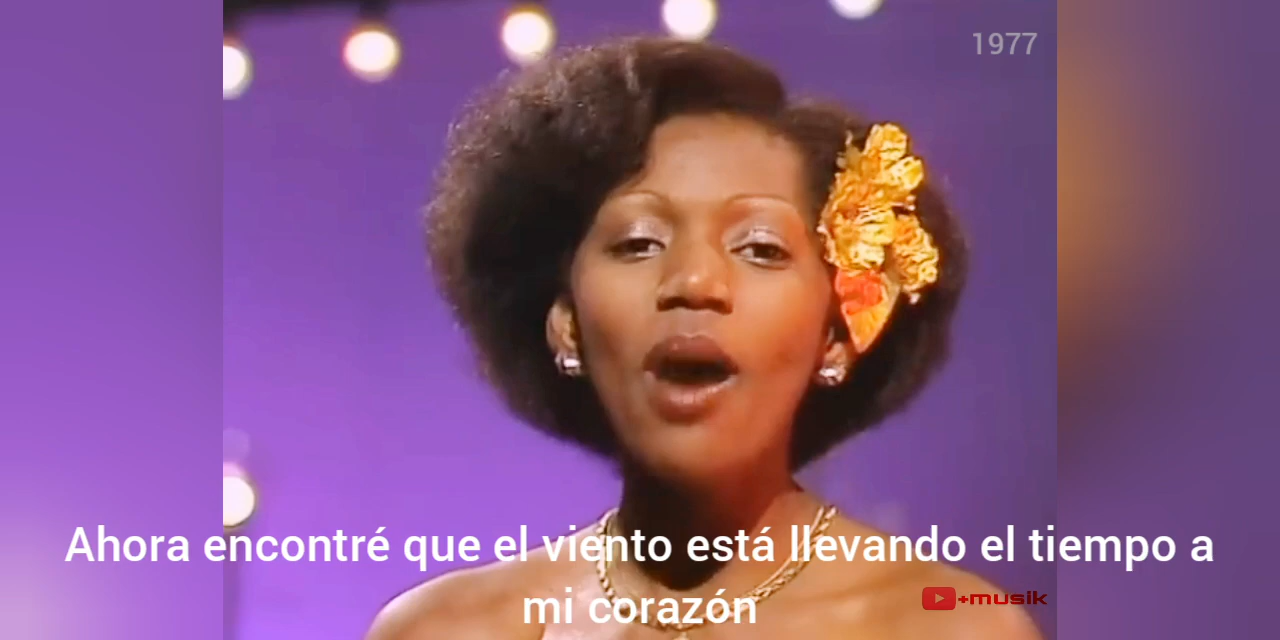 1977
Ahora encontré que el viento está llevando el tiempo a
mi corazón
+musik